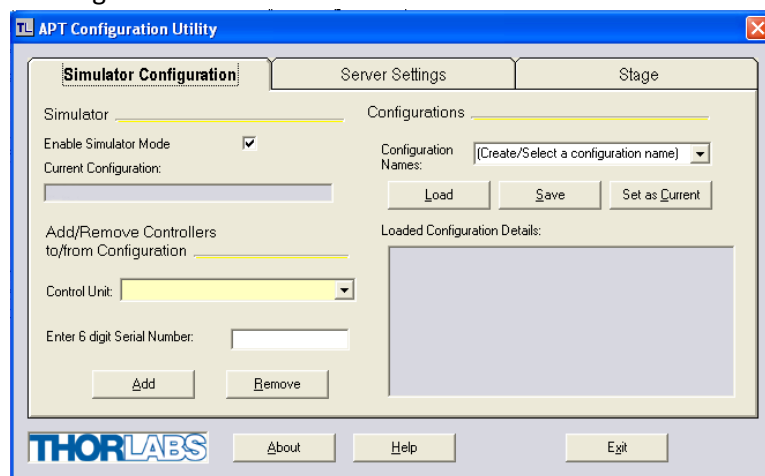 TL APT Configuration Utility
Simulator Configuration
Server Settings
Stage
Simulator
Enable Simulator Mode
Current Configuration:
Add/Remove Controllers
to/from Configuration
Control Unit:
Enter 6 digit Serial Number:
Add
Remove
Configurations
Configuration
Names:
(Create/Select a configuration name)
Load
Save
Set as Current
Loaded Configuration Details:
THORLABS
About
Help
Exit